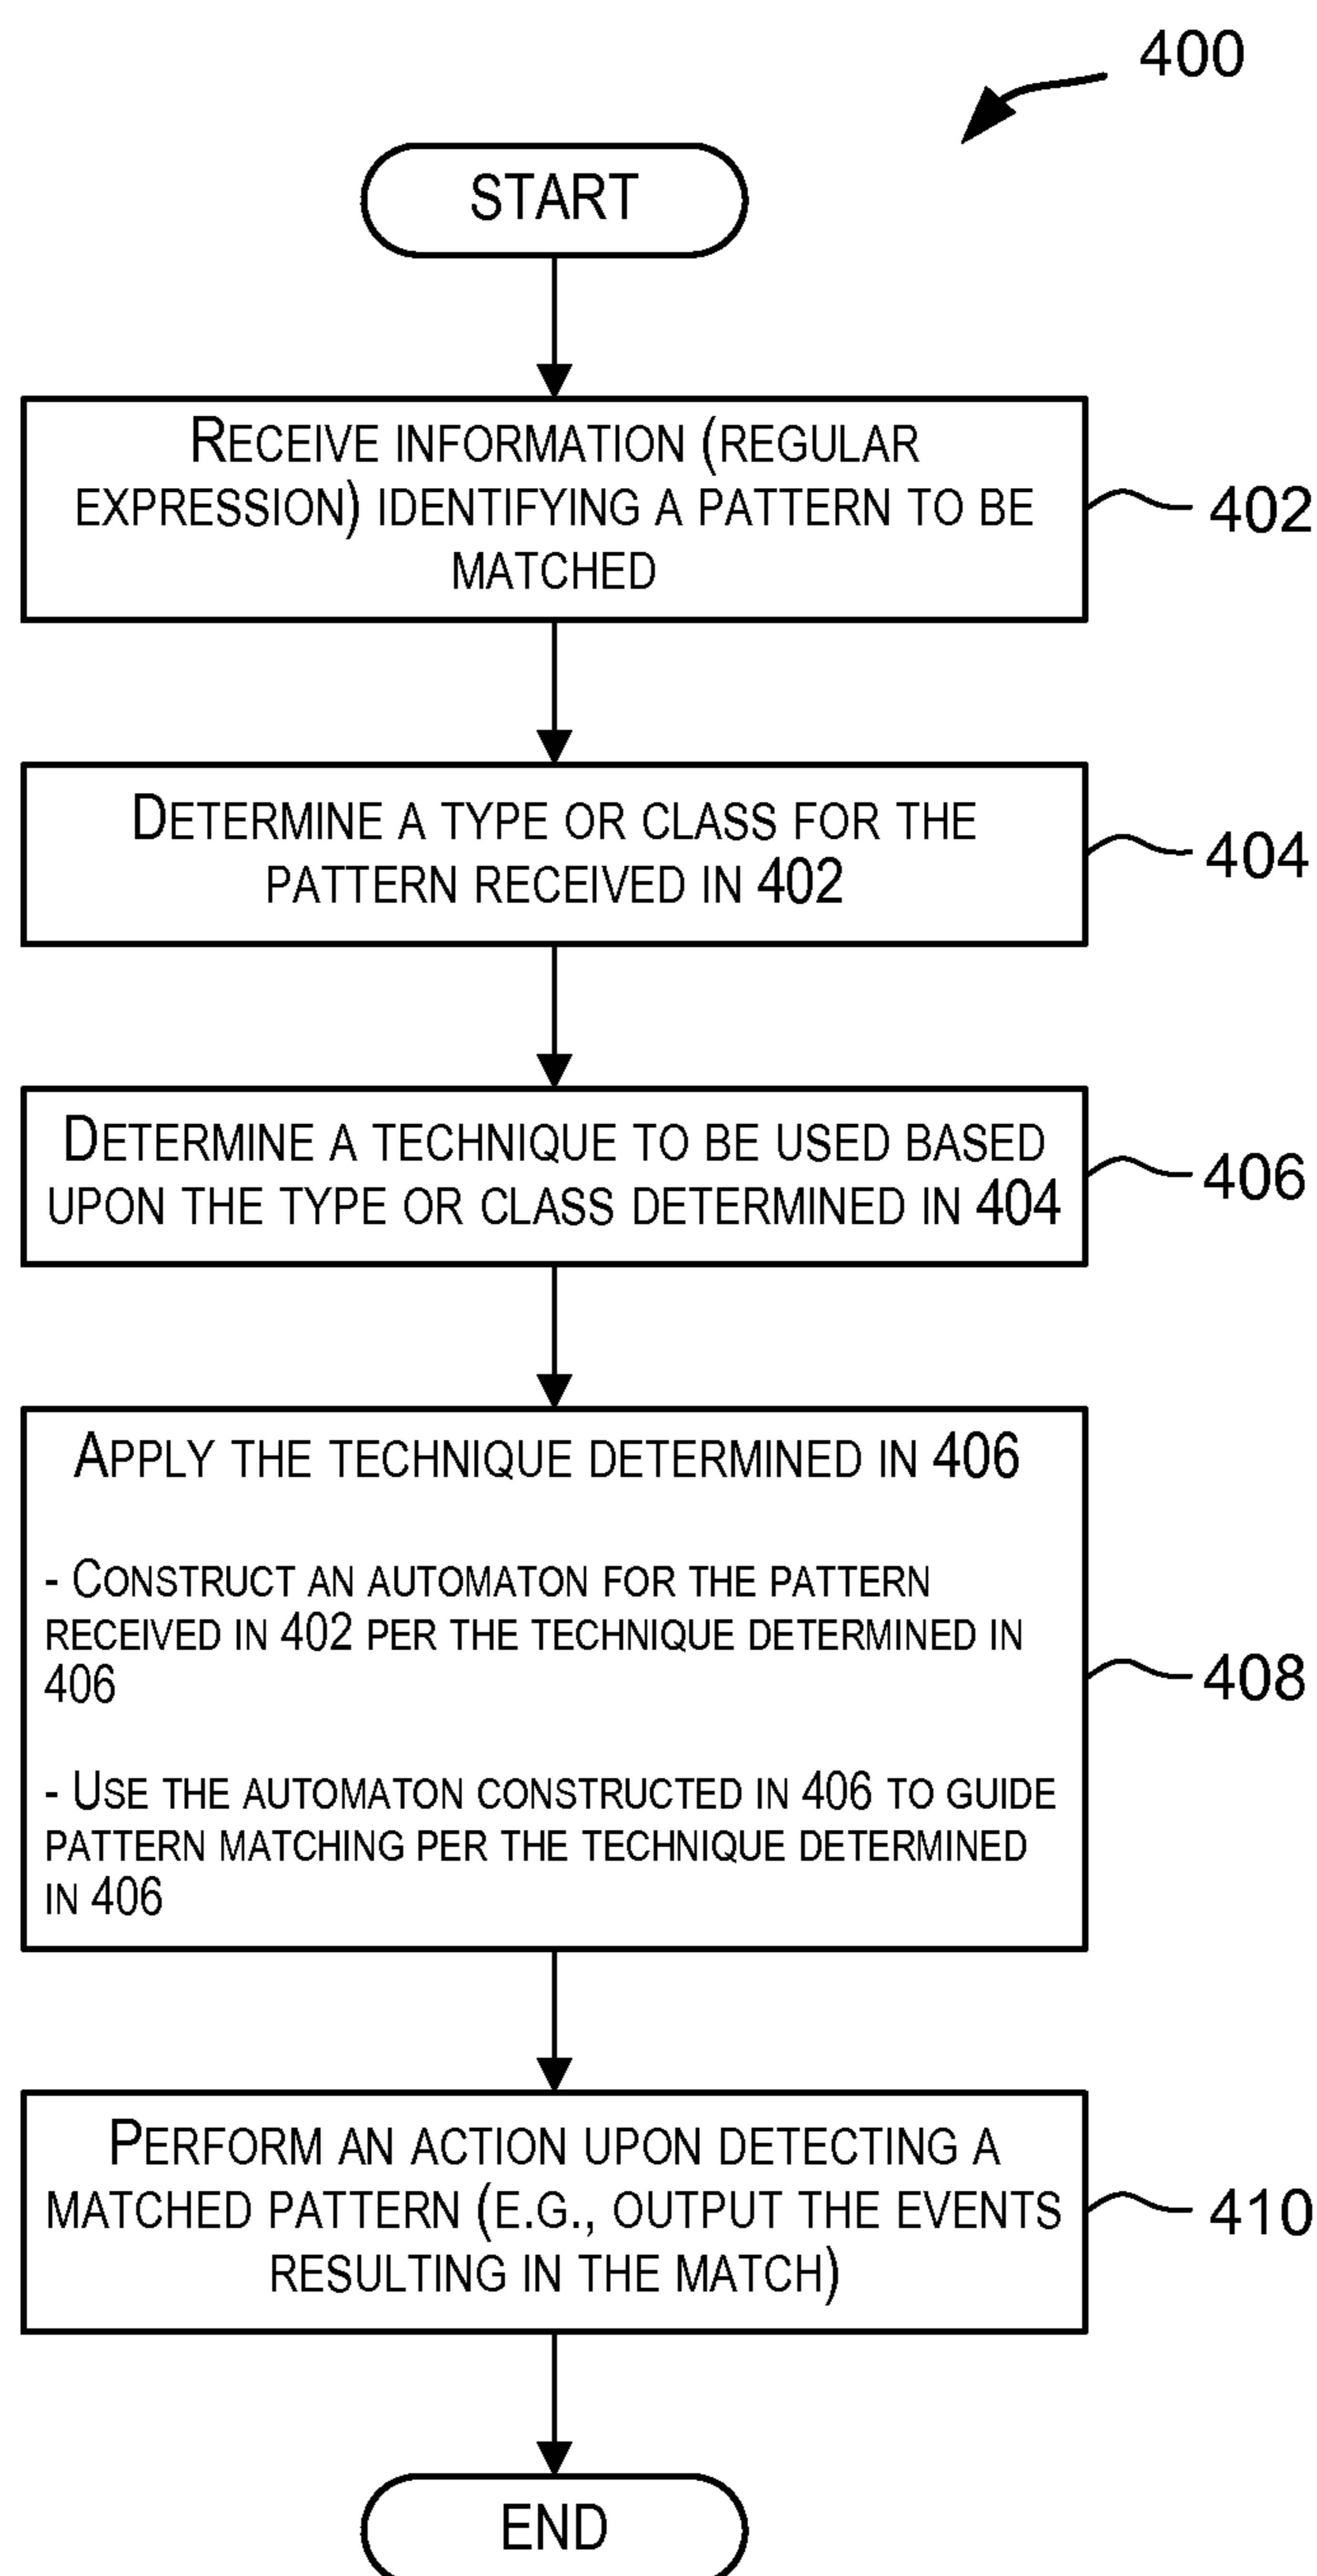 400
START
RECEIVE INFORMATION (REGULAR
EXPRESSION) IDENTIFYING A PATTERN TO BE
MATCHED
402
DETERMINE A TYPE OR CLASS FOR THE
PATTERN RECEIVED IN 402
404
DETERMINE A TECHNIQUE TO BE USED BASED
UPON THE TYPE OR CLASS DETERMINED IN 404
406
APPLY THE TECHNIQUE DETERMINED IN 406
- CONSTRUCT AN AUTOMATON FOR THE PATTERN
RECEIVED IN 402 PER THE TECHNIQUE DETERMINED IN
406
- USE THE AUTOMATON CONSTRUCTED IN 406 TO GUIDE
PATTERN MATCHING PER THE TECHNIQUE DETERMINED
IN 406
408
PERFORM AN ACTION UPON DETECTING A
MATCHED PATTERN (E.G., OUTPUT THE EVENTS
RESULTING IN THE MATCH)
410
END